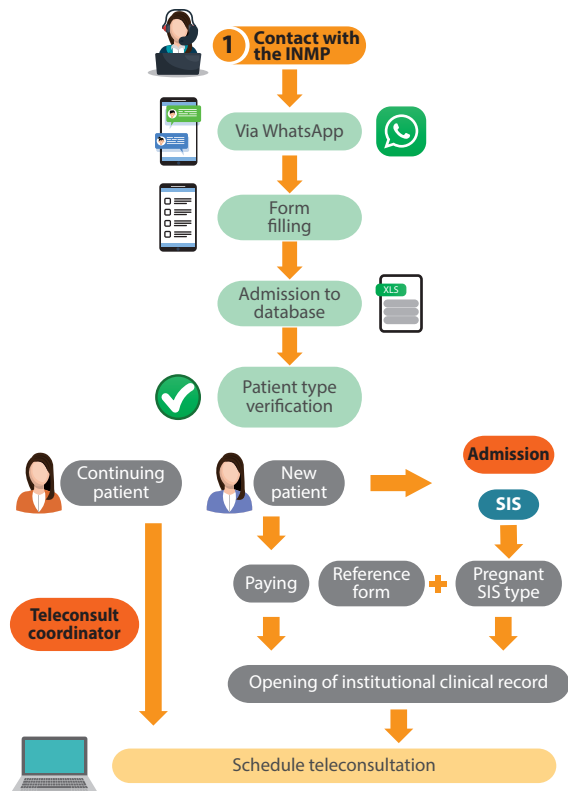 1
Contact with
the INMP
Via WhatsApp
Form
filling
Admission to
database
XLS
Patient type
verification
Continuing
patient
New
patient
Admission
SIS
Paying
Reference
form
+
Pregnant
SIS type
Teleconsult
coordinator
Opening of institutional clinical record
Schedule teleconsultation